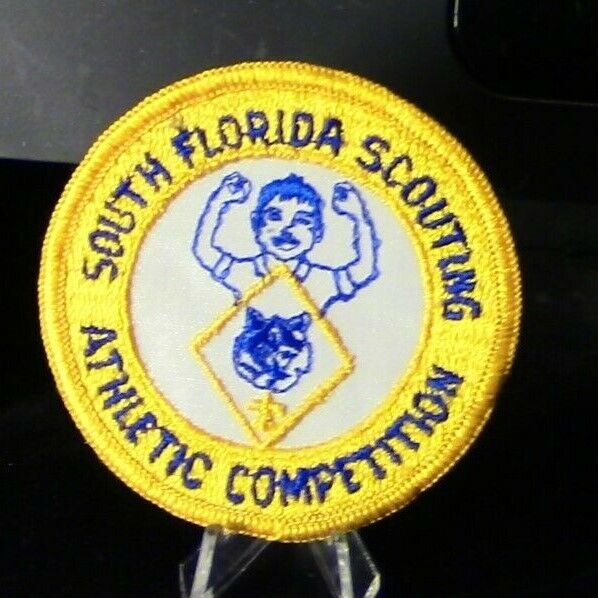 SOUTH FLORIDA SCOUTING
ATHLETIC COMPETITION